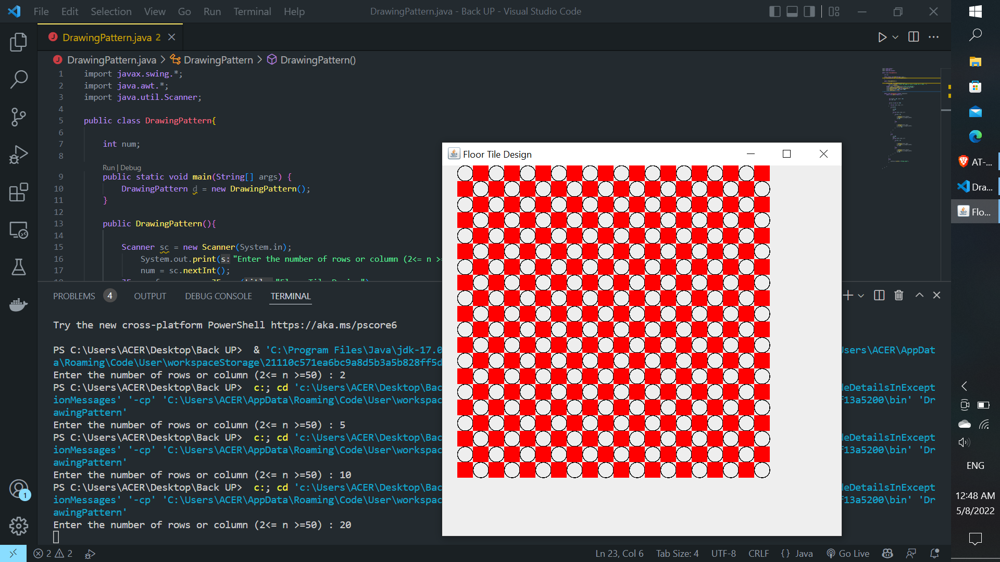 File Edit Selection View Go Run Terminal Help
DrawingPattern.java - Back UP - Visual Studio Code
DrawingPattern.java 2
DrawingPattern.java > DrawingPattern > DrawingPattern()
1 import javax.swing.*;
2 import java.awt.*;
3 import java.util.Scanner;
4
5 public class DrawingPattern{
6
7 int num;
8
Run | Debug
9 public static void main(String[] args) {
10 DrawingPattern d = new DrawingPattern();
11 }
12
13 public DrawingPattern(){
14
15 Scanner sc = new Scanner(System.in);
16 System.out.print(s:"Enter the number of rows or column (2<= n >=
17 num = sc.nextInt();
Floor Tile Design
PROBLEMS 4 OUTPUT DEBUG CONSOLE TERMINAL
Try the new cross-platform PowerShell https://aka.ms/pscore6
PS C:\Users\ACER\Desktop\Back UP> & 'C:\Program Files\Java\jdk-17.0 Users\ACER\AppDat
a\Roaming\Code\User\workspaceStorage\21110c571ea6bc9a8d5b3a5b828ff5d
Enter the number of rows or column (2<= n >=50) : 2
PS C:\Users\ACER\Desktop\Back UP> c:; cd 'c:\Users\ACER\Desktop\Bac deDetailsInExcept
ionMessages' '-cp' 'C:\Users\ACER\AppData\Roaming\Code\User\workspac f13a5200\bin' 'Dr
awingPattern'
Enter the number of rows or column (2<= n >=50) : 5
PS C:\Users\ACER\Desktop\Back UP> c:; cd 'c:\Users\ACER\Desktop\Bac deDetailsInExcept
ionMessages' '-cp' 'C:\Users\ACER\AppData\Roaming\Code\User\workspac f13a5200\bin' 'Dr
awingPattern'
Enter the number of rows or column (2<= n >=50) : 10
PS C:\Users\ACER\Desktop\Back UP> c:; cd 'c:\Users\ACER\Desktop\Bac deDetailsInExcept
ionMessages' '-cp' 'C:\Users\ACER\AppData\Roaming\Code\User\workspac f13a5200\bin' 'Dr
awingPattern'
Enter the number of rows or column (2<= n >=50) : 20
1
2 2
Ln 23, Col 6 Tab Size: 4 UTF-8 CRLF {} Java Go Live
AT-...
Dra...
Flo...
ENG
12:48 AM
5/8/2022